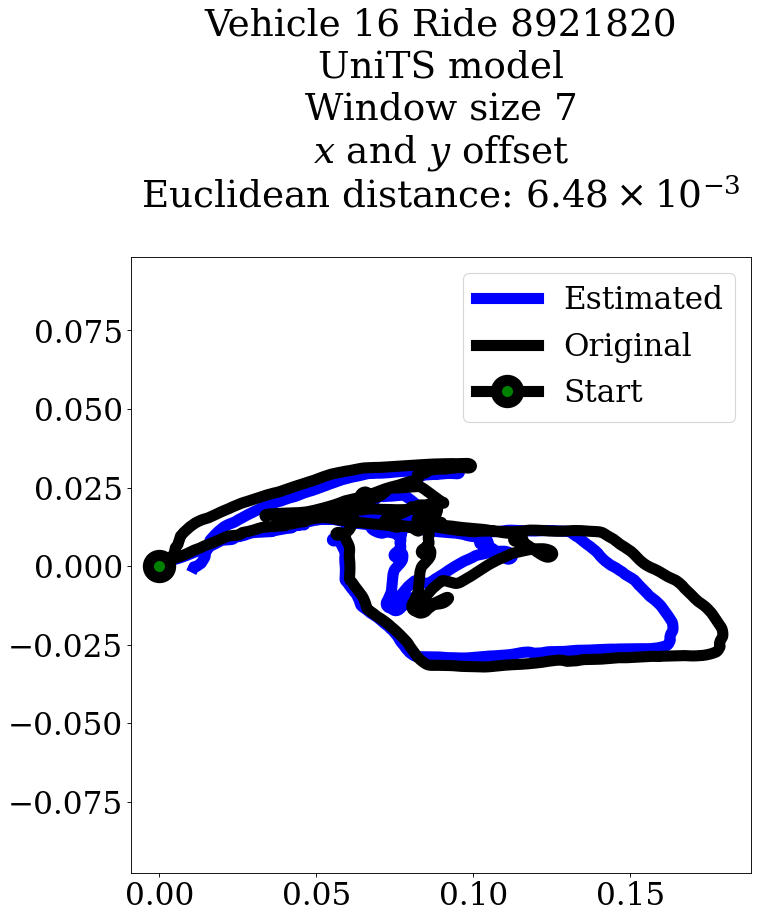 Vehicle 16 Ride 8921820
UniTS model
Window size 7
x and y offset
Euclidean distance: 6.48 × 10⁻³
Estimated
Original
Start
0.075
0.050
0.025
0.000
−0.025
−0.050
−0.075
0.00 0.05 0.10 0.15